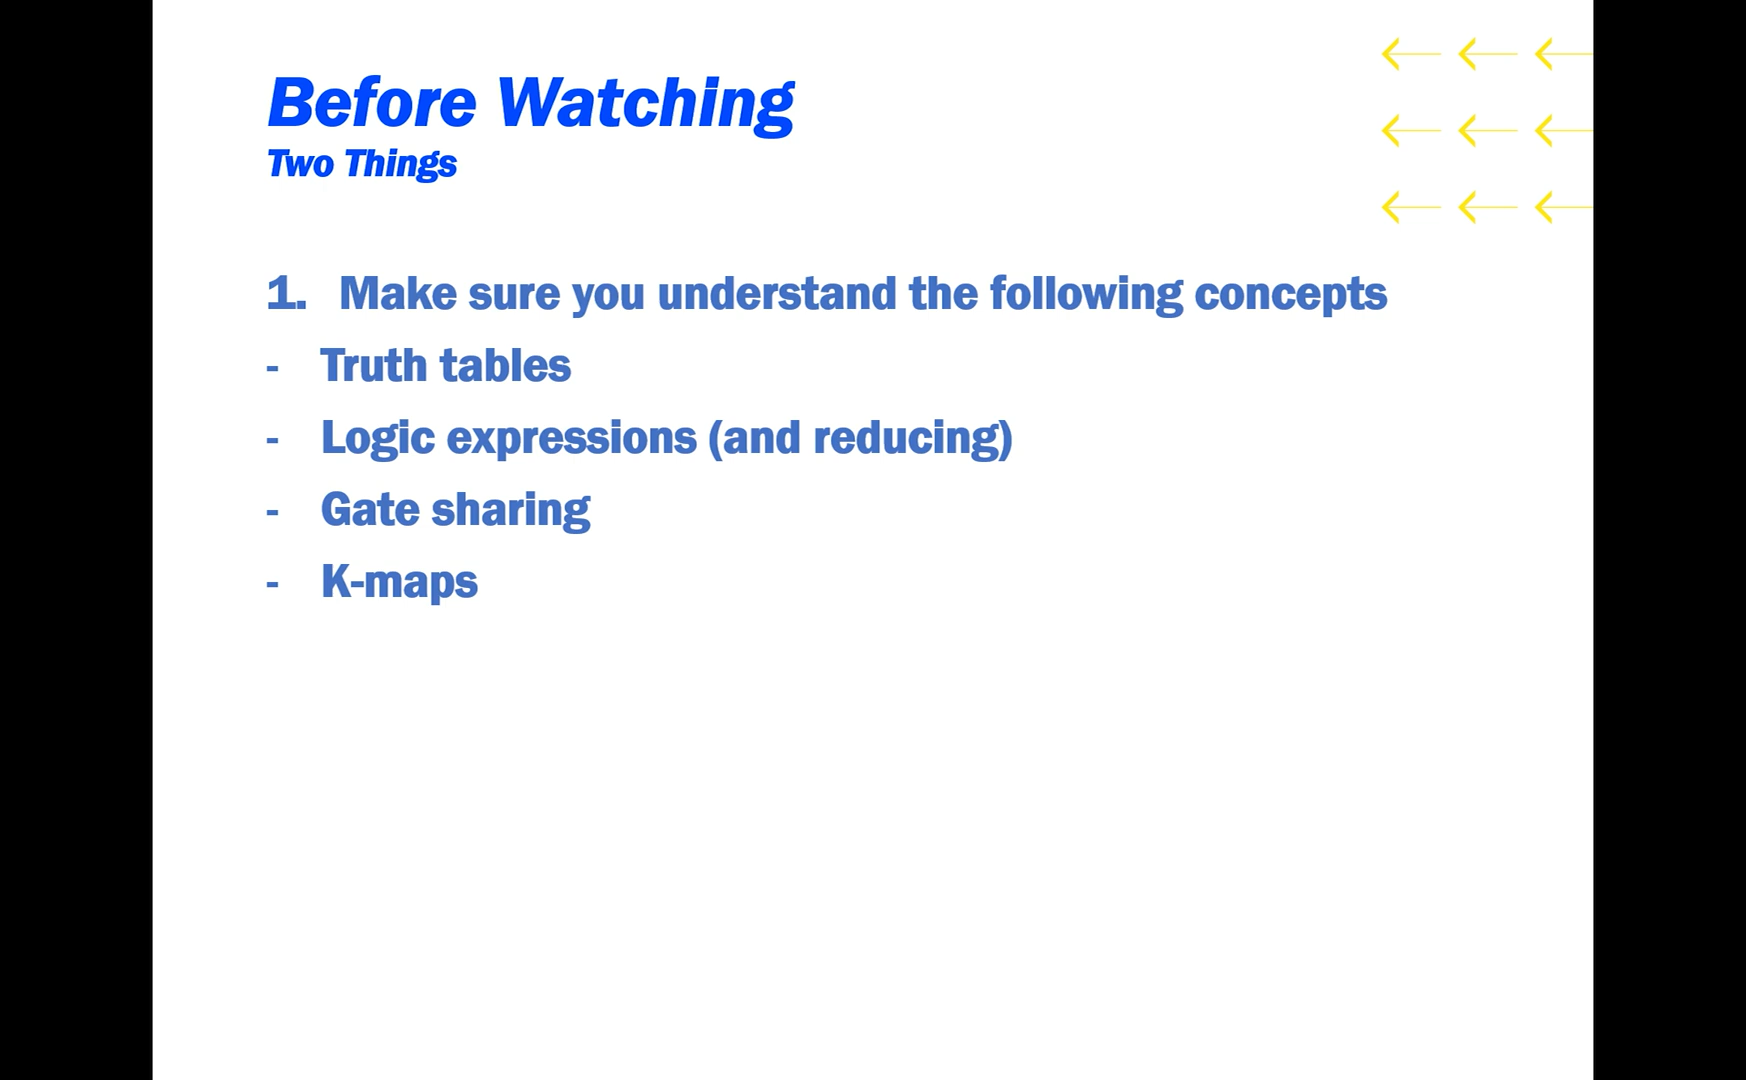 Before Watching
Two Things
1. Make sure you understand the following concepts
- Truth tables
- Logic expressions (and reducing)
- Gate sharing
- K-maps